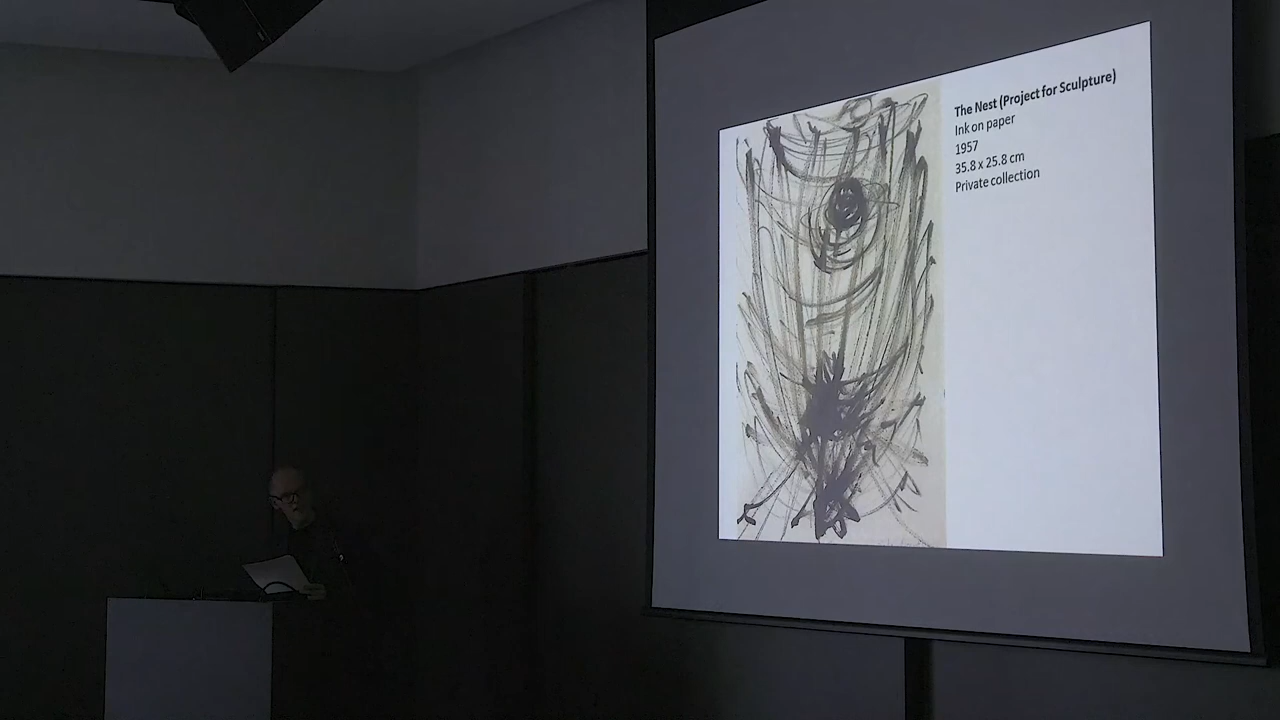 The Nest (Project for Sculpture)
Ink on paper
1957
35.8 x 25.8 cm
Private collection